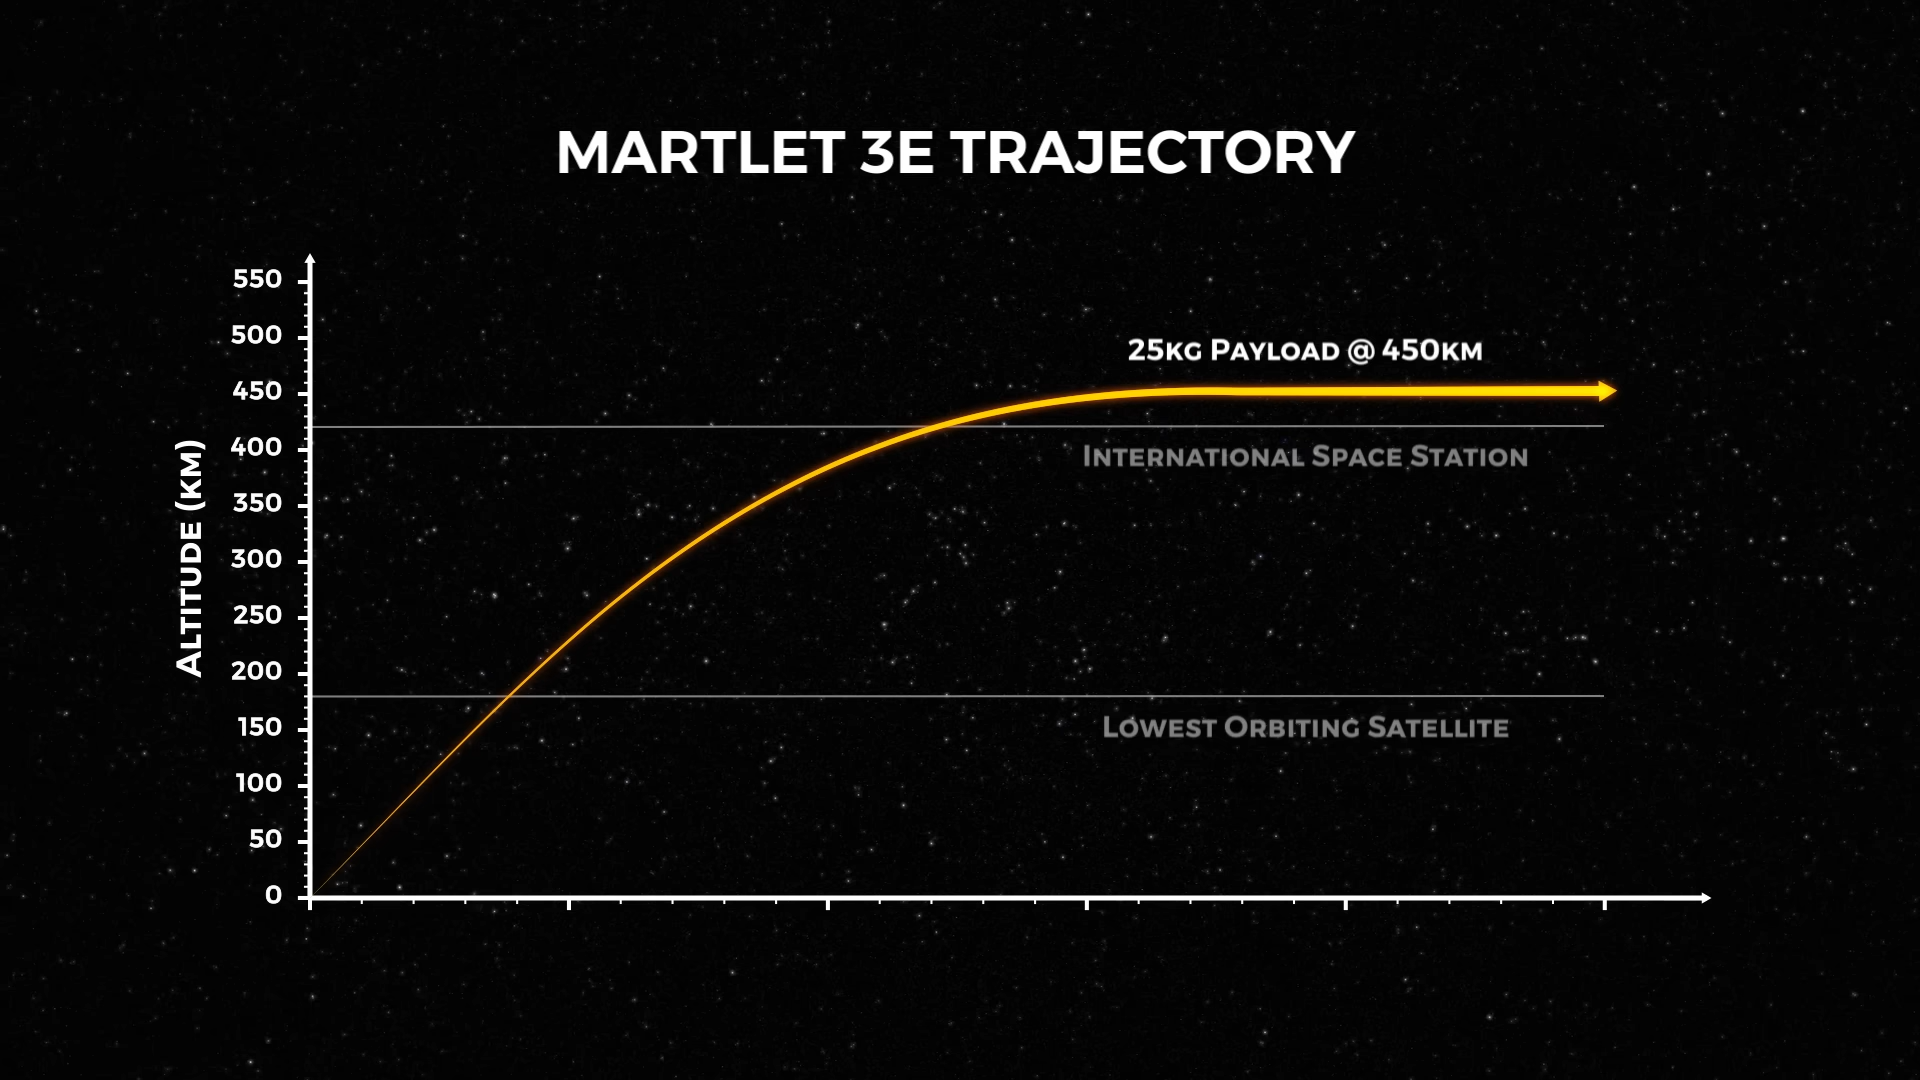 MARTLET 3E TRAJECTORY
550
500
25KG PAYLOAD @ 450KM
450
400
INTERNATIONAL SPACE STATION
ALTITUDE (KM)
350
300
250
200
150
LOWEST ORBITING SATELLITE
100
50
0